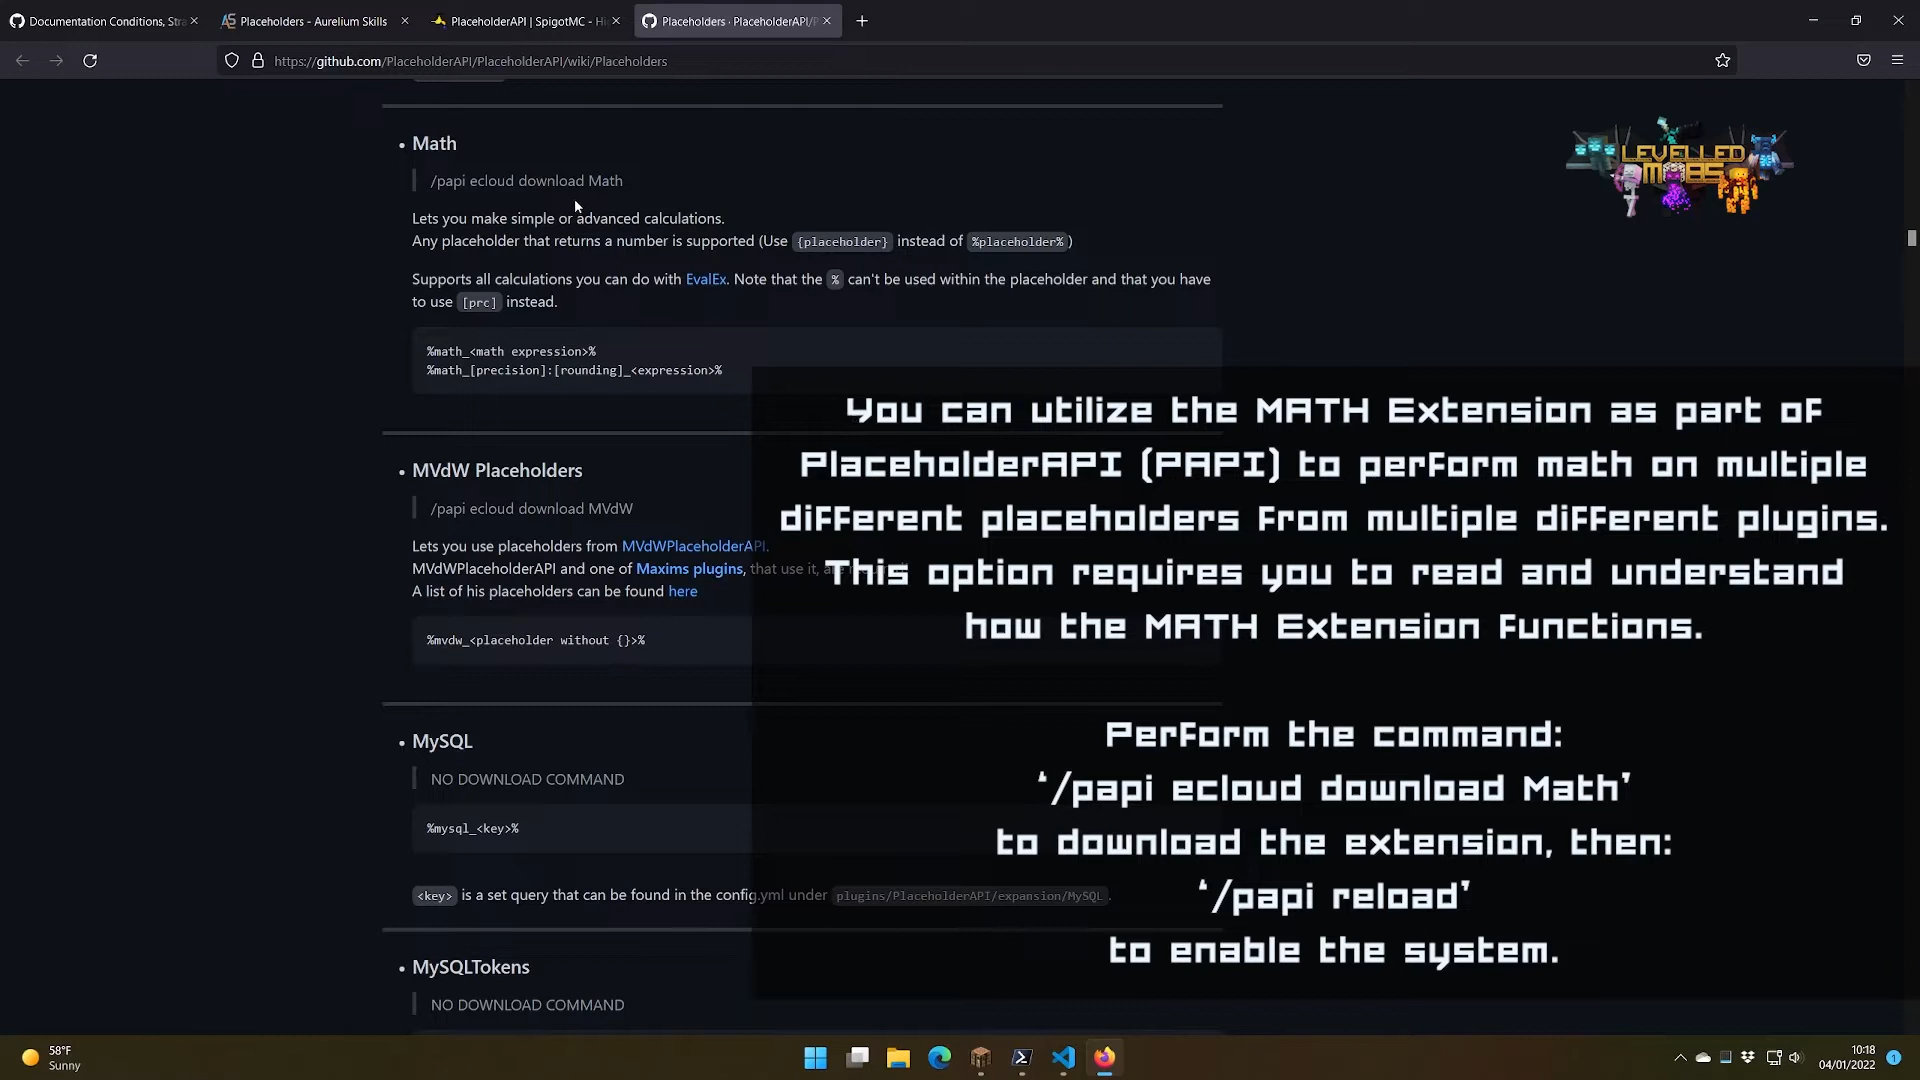 Documentation Conditions, Stra
Placeholders - Aurelium Skills
PlaceholderAPI | SpigotMC - Hi
Placeholders · PlaceholderAPI/P
https://github.com/PlaceholderAPI/PlaceholderAPI/wiki/Placeholders
LEVELLED
MOBS
Math
/papi ecloud download Math
Lets you make simple or advanced calculations.
Any placeholder that returns a number is supported (Use {placeholder} instead of %placeholder%)
Supports all calculations you can do with EvalEx. Note that the % can't be used within the placeholder and that you have
to use [prc] instead.
%math_<math expression>%
%math_[precision]:[rounding]_<expression>%
MVdW Placeholders
/papi ecloud download MVdW
Lets you use placeholders from MVdWPlaceholderAPI.
MVdWPlaceholderAPI and one of Maxims plugins, that use it, are
A list of his placeholders can be found here
%mvdw_<placeholder without {}>%
MySQL
NO DOWNLOAD COMMAND
%mysql_<key>%
<key> is a set query that can be found in the config.yml under plugins/PlaceholderAPI/expansion/MySQL.
MySQLTokens
NO DOWNLOAD COMMAND
You can utilize the MATH Extension as part of
PlaceholderAPI (PAPI) to perform math on multiple
different placeholders from multiple different plugins.
This option requires you to read and understand
how the MATH Extension functions.
Perform the command:
'/papi ecloud download Math'
to download the extension, then:
'/papi reload'
to enable the system.
58°F
Sunny
10:18
04/01/2022
1